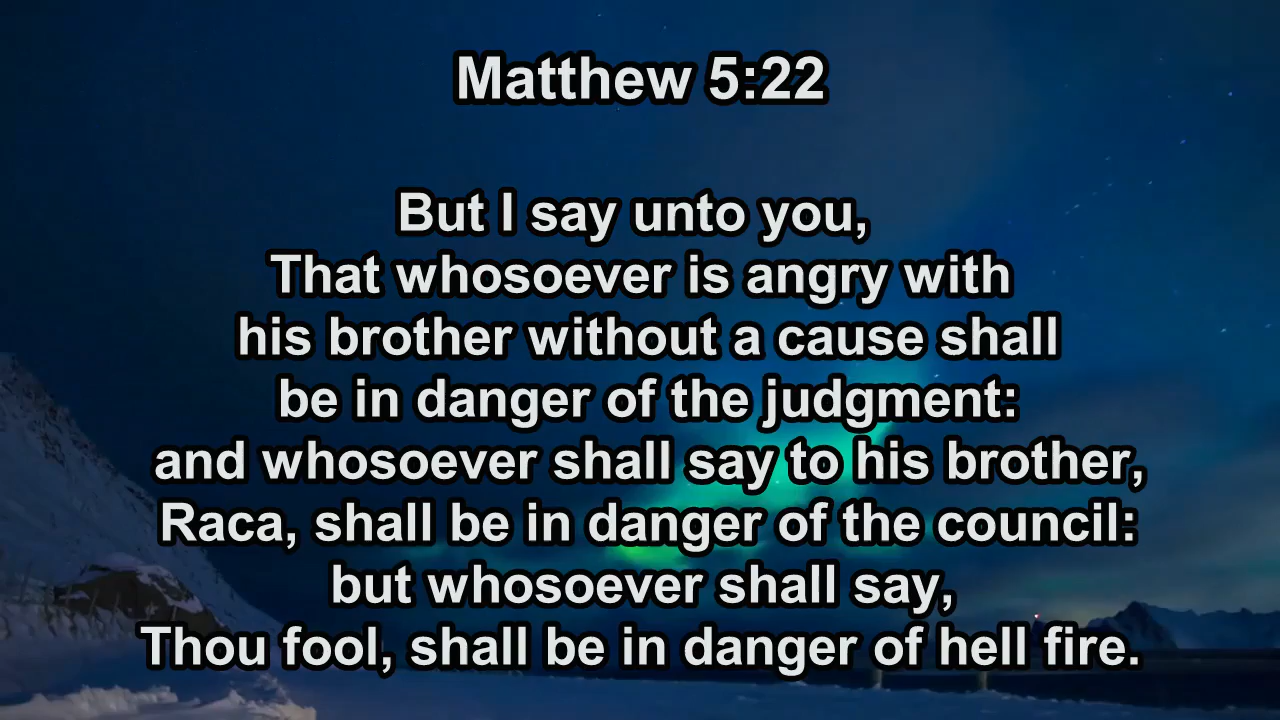 Matthew 5:22
But I say unto you,
That whosoever is angry with
his brother without a cause shall
be in danger of the judgment:
and whosoever shall say to his brother,
Raca, shall be in danger of the council:
but whosoever shall say,
Thou fool, shall be in danger of hell fire.